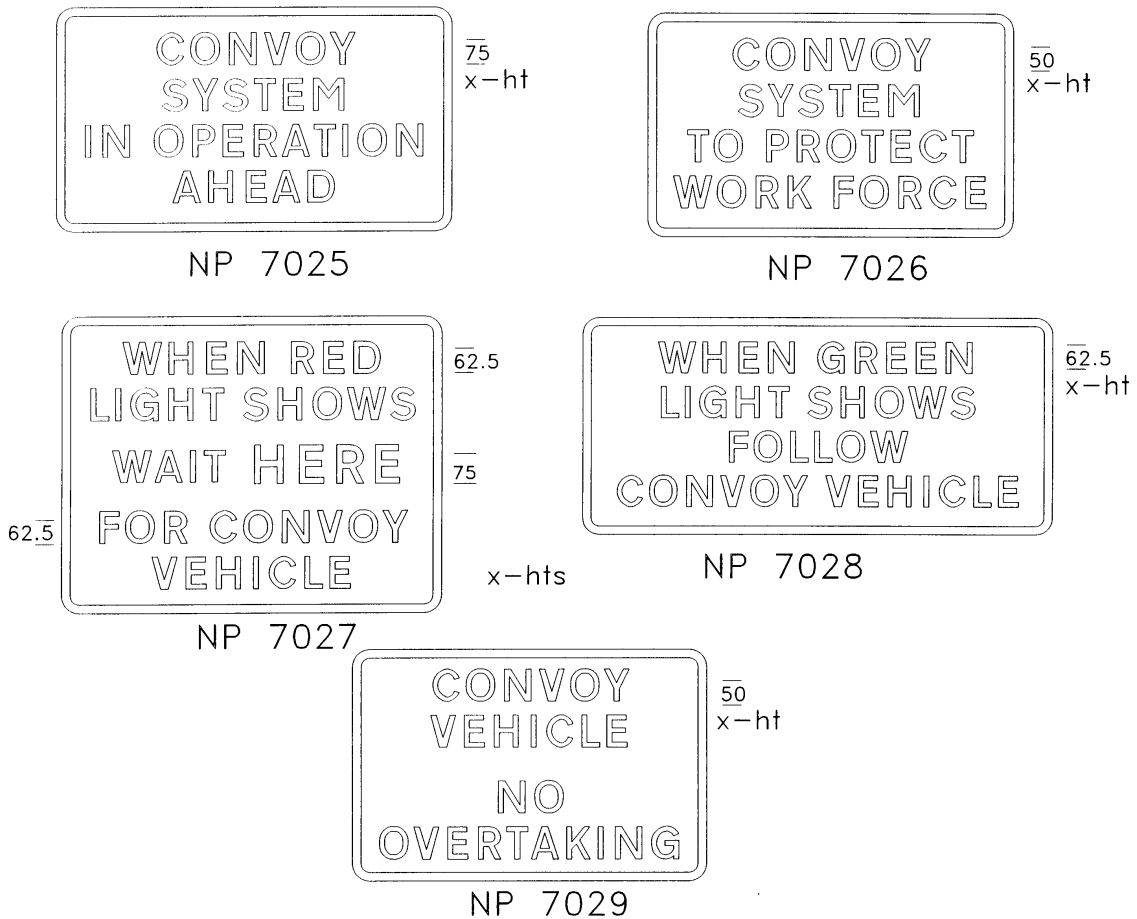 CONVOY
SYSTEM
IN OPERATION
AHEAD
75
x-ht
NP 7025
CONVOY
SYSTEM
TO PROTECT
WORK FORCE
50
x-ht
NP 7026
WHEN RED
LIGHT SHOWS
WAIT HERE
FOR CONVOY
VEHICLE
62.5
75
62.5
x-hts
NP 7027
WHEN GREEN
LIGHT SHOWS
FOLLOW
CONVOY VEHICLE
62.5
x-ht
NP 7028
CONVOY
VEHICLE
NO
OVERTAKING
50
x-ht
NP 7029